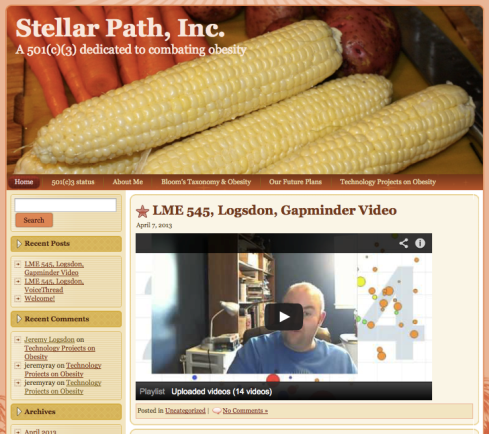 Stellar Path, Inc.
A 501(c)(3) dedicated to combating obesity
Home
501(c)3 status
About Me
Bloom's Taxonomy & Obesity
Our Future Plans
Technology Projects on Obesity
Search
Recent Posts
LME 545, Logsdon,
Gapminder Video
LME 545, Logsdon,
VoiceThread
Welcome!
Recent Comments
Jeremy Logsdon on
Technology Projects on
Obesity
jeremyray on Technology
Projects on Obesity
jeremyray on Technology
Projects on Obesity
Archives
April 2013
LME 545, Logsdon, Gapminder Video
April 7, 2013
Playlist Uploaded videos (14 videos)
Posted in Uncategorized | No Comments »